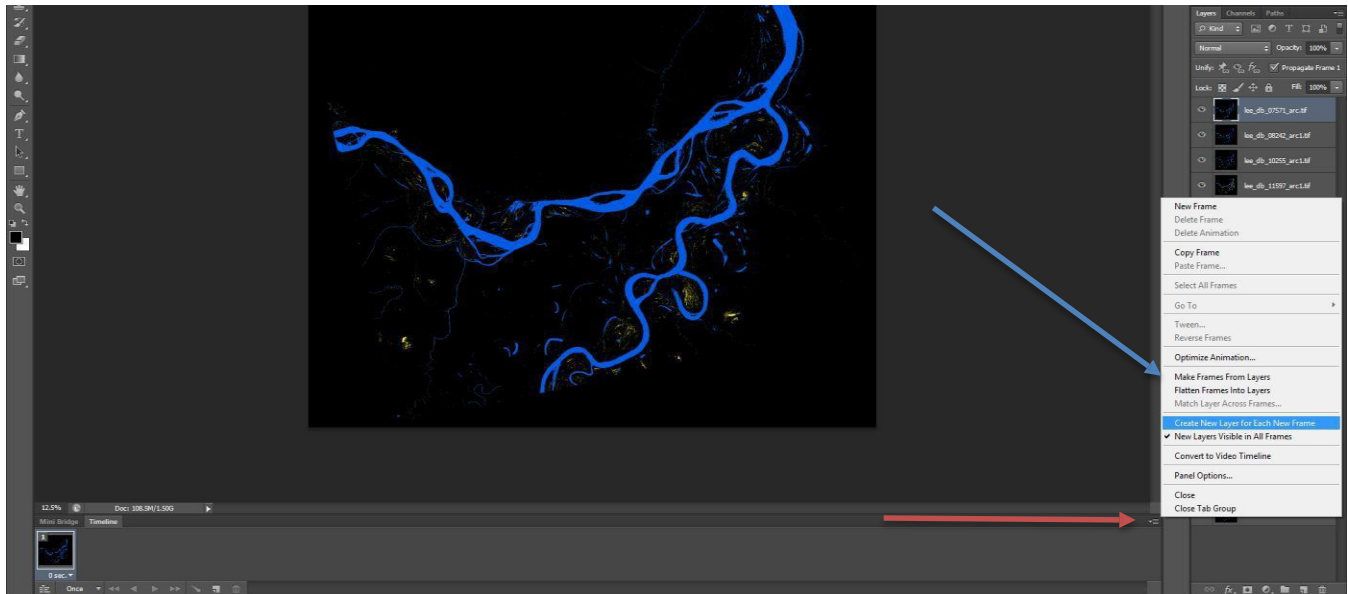 Layers Channels Paths
Kind
Normal Opacity: 100%
Unify: Propagate Frame 1
Lock: Fill: 100%
lee_db_07571_arc.tif
lee_db_08242_arc1.tif
lee_db_10255_arc1.tif
lee_db_11597_arc1.tif
New Frame
Delete Frame
Delete Animation
Copy Frame
Paste Frame...
Select All Frames
Go To
Tween...
Reverse Frames
Optimize Animation...
Make Frames From Layers
Flatten Frames Into Layers
Match Layer Across Frames...
Create New Layer for Each New Frame
New Layers Visible in All Frames
Convert to Video Timeline
Panel Options...
Close
Close Tab Group
12.5% Doc: 108.5M/1.50G
Mini Bridge Timeline
1
0 sec.
Once